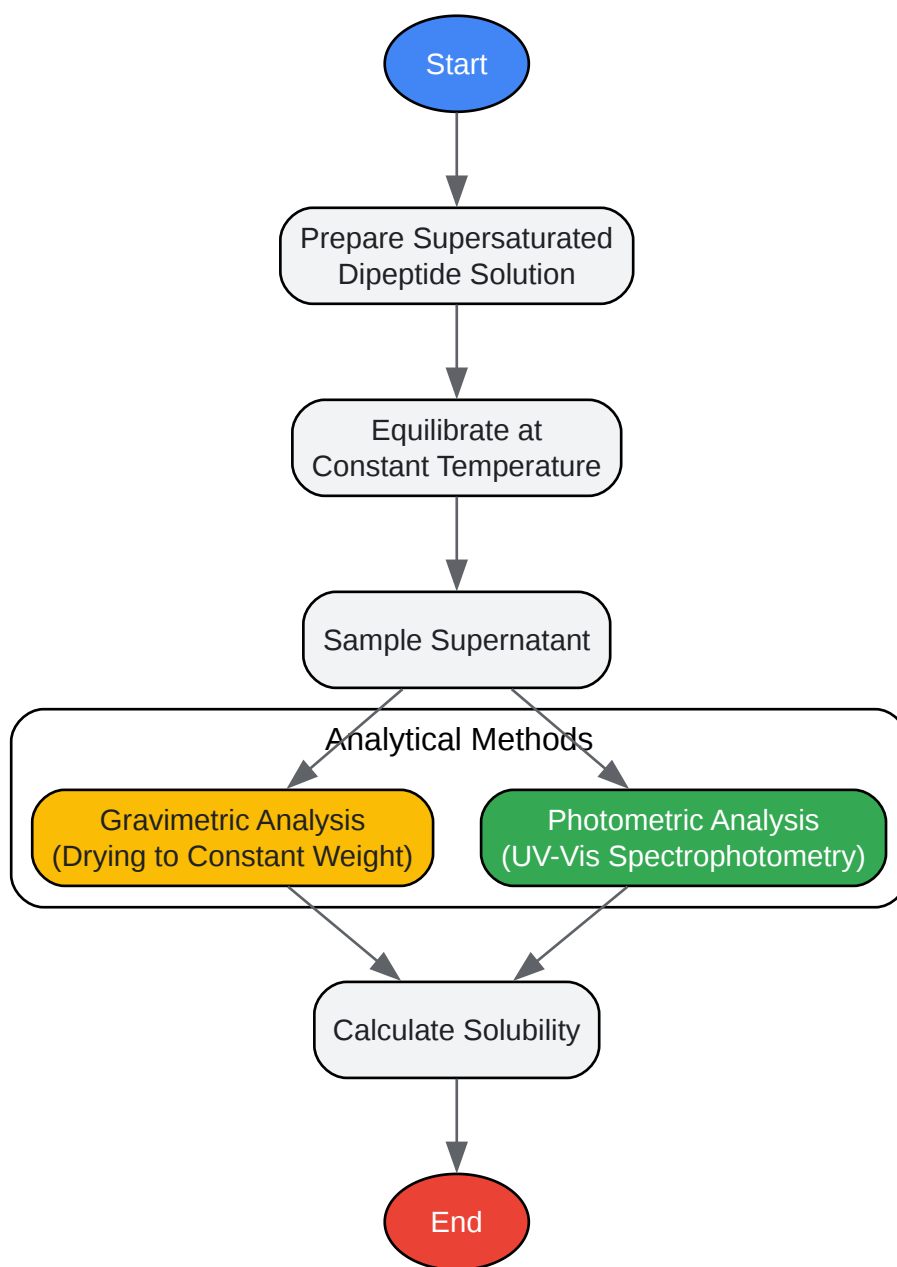 Start
Prepare Supersaturated
Dipeptide Solution
Equilibrate at
Constant Temperature
Sample Supernatant
Analytical Methods
Gravimetric Analysis
(Drying to Constant Weight)
Photometric Analysis
(UV-Vis Spectrophotometry)
Calculate Solubility
End